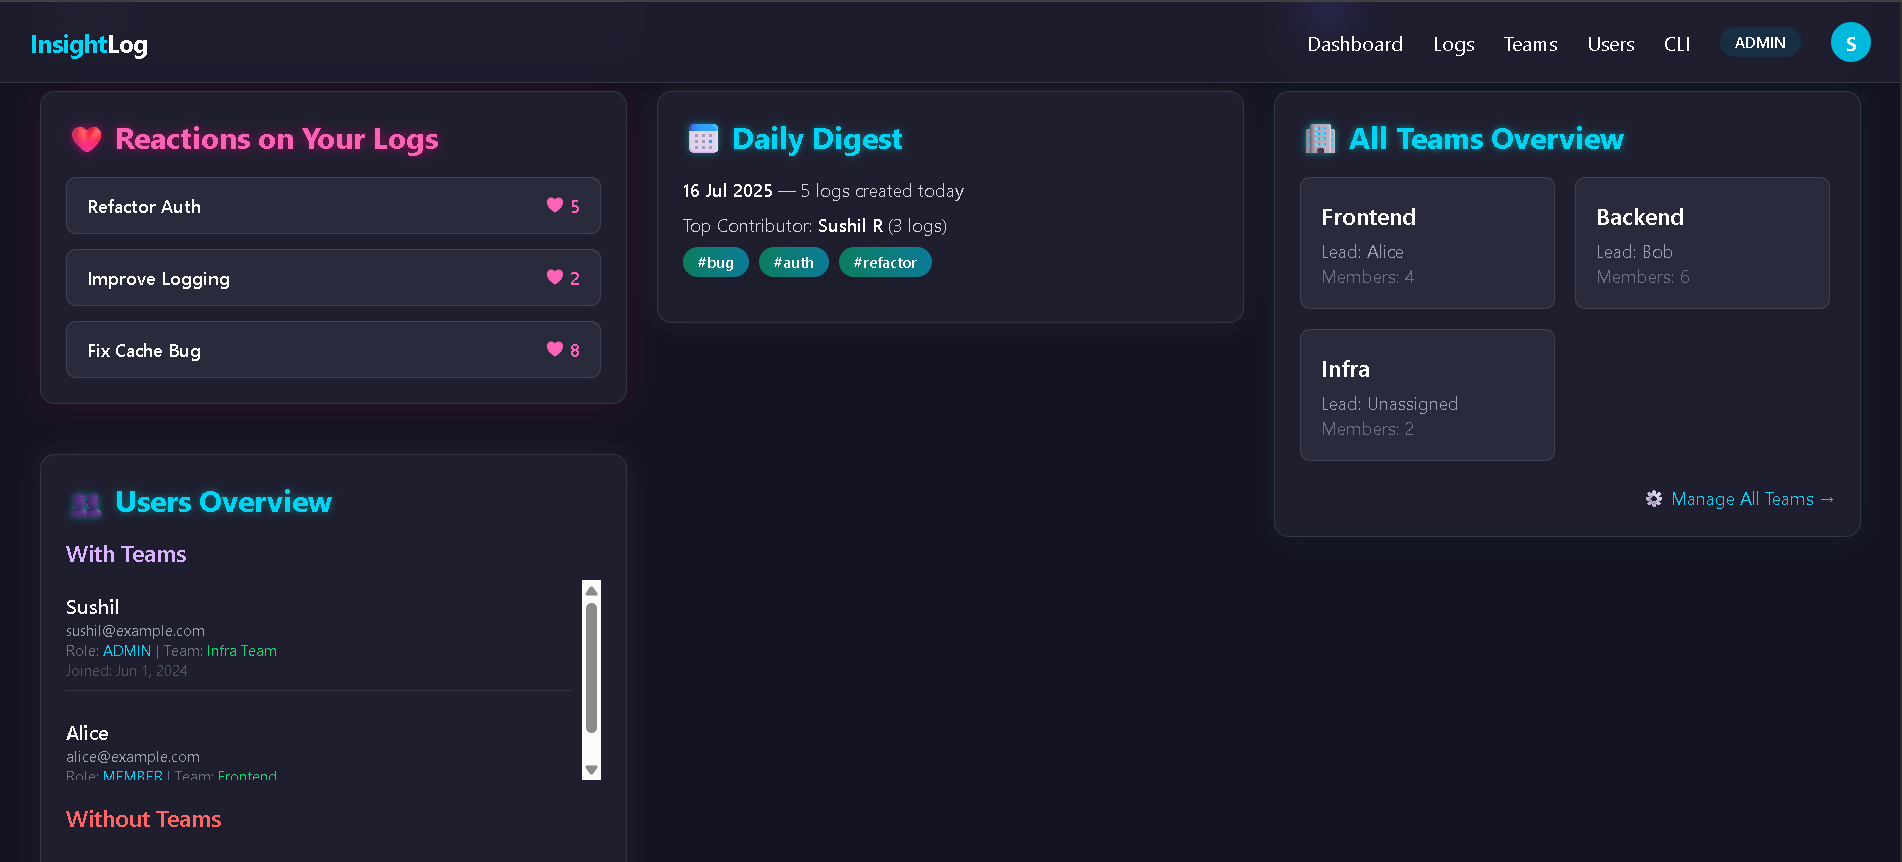 InsightLog
Dashboard
Logs
Teams
Users
CLI
ADMIN
S
Reactions on Your Logs
Refactor Auth
5
Improve Logging
2
Fix Cache Bug
8
Daily Digest
16 Jul 2025 — 5 logs created today
Top Contributor: Sushil R (3 logs)
#bug
#auth
#refactor
All Teams Overview
Frontend
Lead: Alice
Members: 4
Backend
Lead: Bob
Members: 6
Infra
Lead: Unassigned
Members: 2
Manage All Teams →
Users Overview
With Teams
Sushil
sushil@example.com
Role: ADMIN | Team: Infra Team
Joined: Jun 1, 2024
Alice
alice@example.com
Role: MEMBER | Team: Frontend
Without Teams